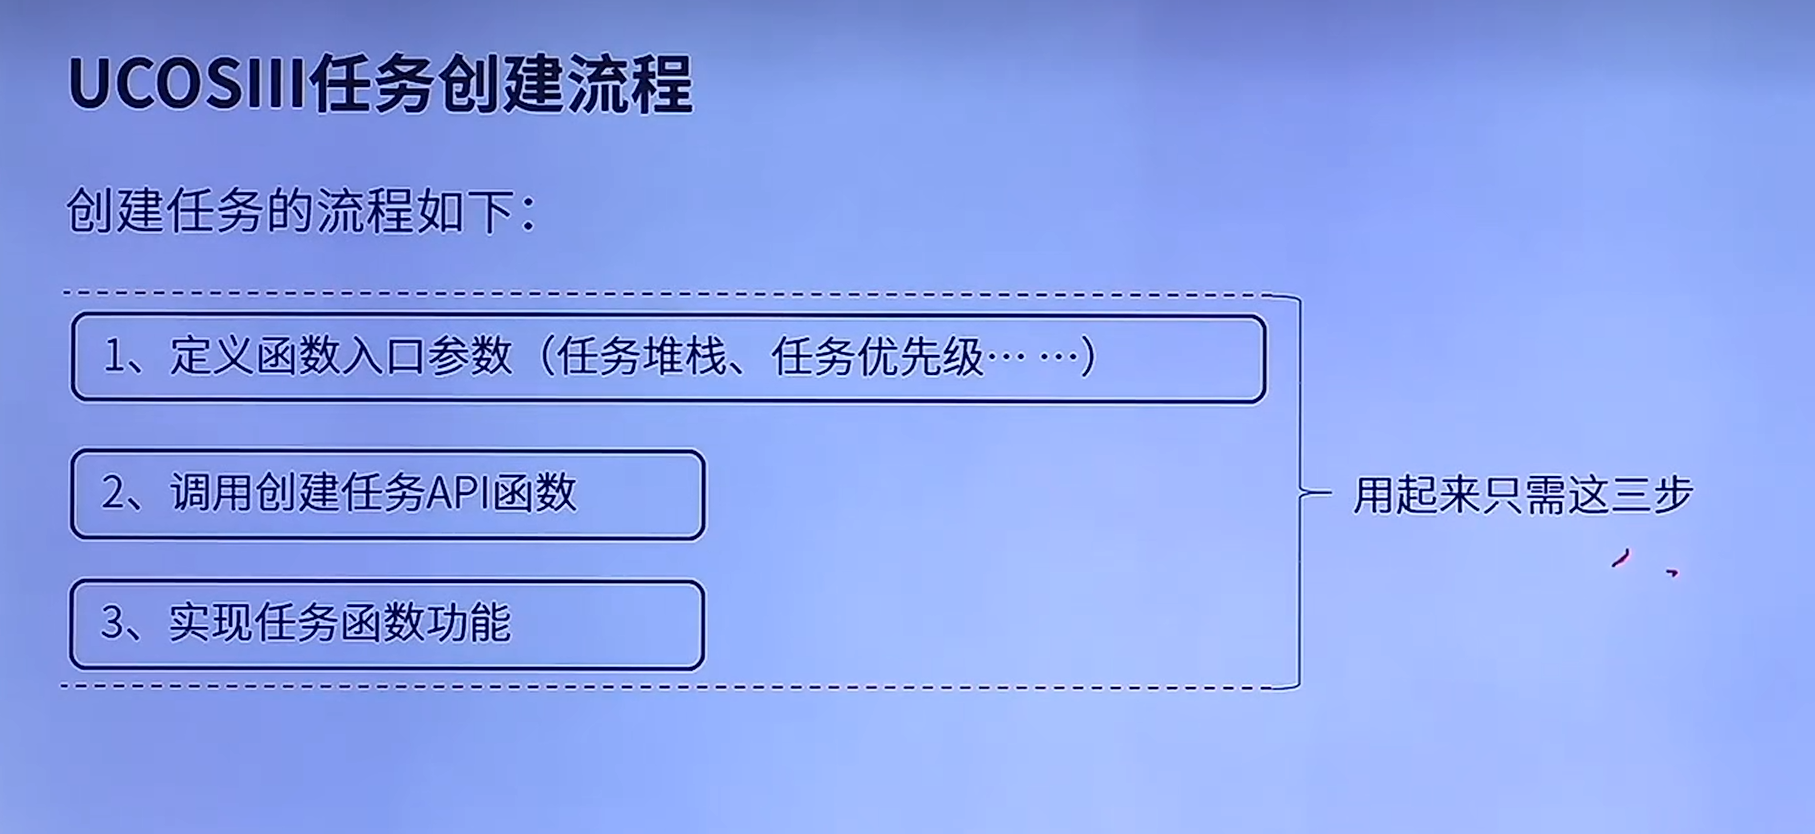 UCOSIII任务创建流程
创建任务的流程如下：
1、定义函数入口参数（任务堆栈、任务优先级… …）
2、调用创建任务API函数
3、实现任务函数功能
用起来只需这三步